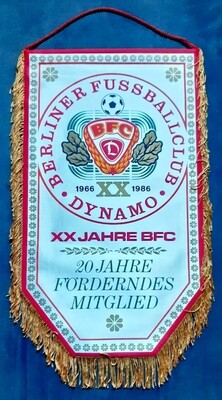 BERLINER FUSSBALLCLUB
BFC
D
1966 XX 1986
· DYNAMO ·
XX JAHRE BFC
20 JAHRE
FÖRDERNDES
MITGLIED